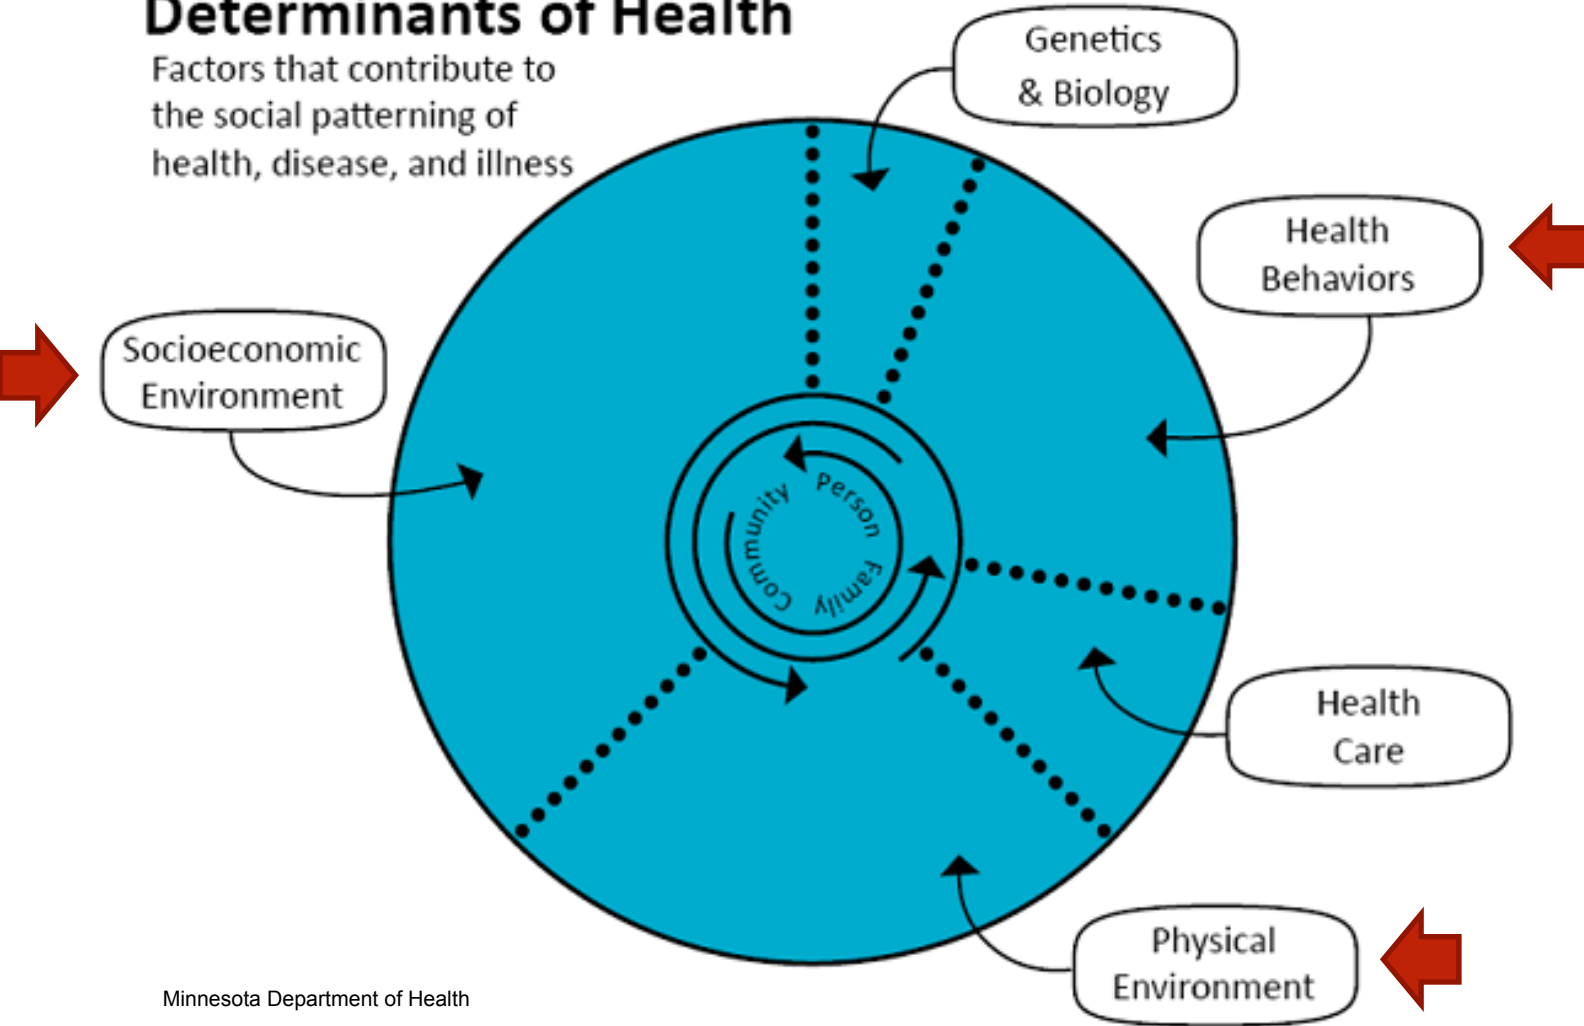 Determinants of Health
Factors that contribute to
the social patterning of
health, disease, and illness
Genetics
& Biology
Health
Behaviors
Socioeconomic
Environment
Person
Family
Community
Health
Care
Physical
Environment
Minnesota Department of Health